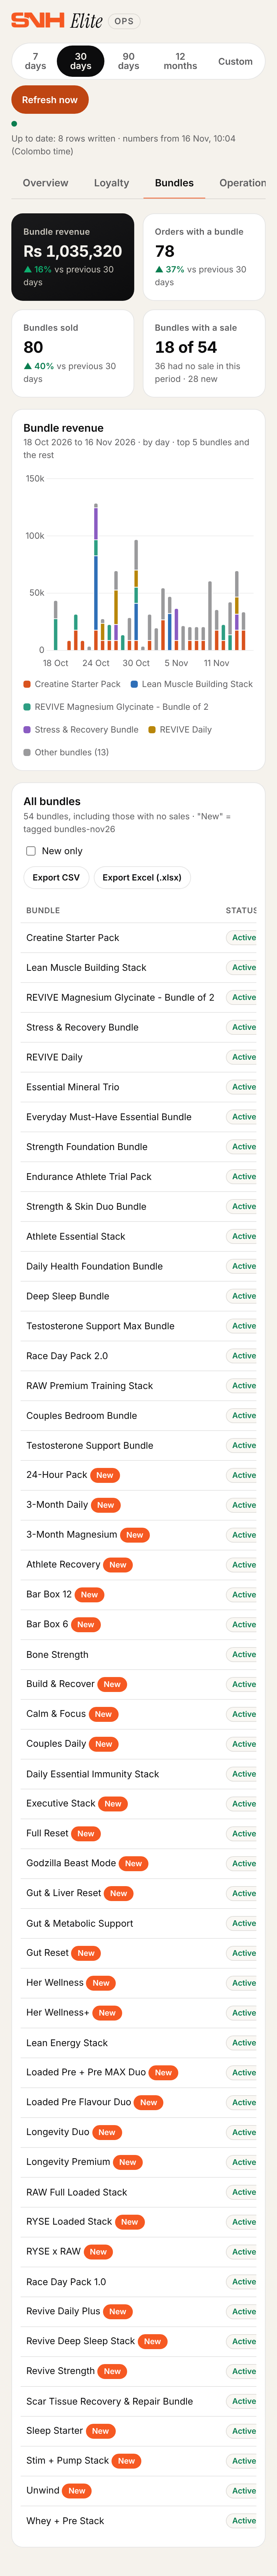 SNH Elite OPS
7 days
30 days
90 days
12 months
Custom
Refresh now
Up to date: 8 rows written · numbers from 16 Nov, 10:04
(Colombo time)
Overview Loyalty Bundles Operation
Bundle revenue
Rs 1,035,320
▲ 16% vs previous 30
days
Orders with a bundle
78
▲ 37% vs previous 30
days
Bundles sold
80
▲ 40% vs previous 30
days
Bundles with a sale
18 of 54
36 had no sale in this
period · 28 new
Bundle revenue
18 Oct 2026 to 16 Nov 2026 · by day · top 5 bundles and
the rest
150k
100k
50k
0
18 Oct 24 Oct 30 Oct 5 Nov 11 Nov
Creatine Starter Pack Lean Muscle Building Stack
REVIVE Magnesium Glycinate - Bundle of 2
Stress & Recovery Bundle REVIVE Daily
Other bundles (13)
All bundles
54 bundles, including those with no sales · "New" =
tagged bundles-nov26
New only
Export CSV Export Excel (.xlsx)
BUNDLE STATUS
Creatine Starter Pack Active
Lean Muscle Building Stack Active
REVIVE Magnesium Glycinate - Bundle of 2 Active
Stress & Recovery Bundle Active
REVIVE Daily Active
Essential Mineral Trio Active
Everyday Must-Have Essential Bundle Active
Strength Foundation Bundle Active
Endurance Athlete Trial Pack Active
Strength & Skin Duo Bundle Active
Athlete Essential Stack Active
Daily Health Foundation Bundle Active
Deep Sleep Bundle Active
Testosterone Support Max Bundle Active
Race Day Pack 2.0 Active
RAW Premium Training Stack Active
Couples Bedroom Bundle Active
Testosterone Support Bundle Active
24-Hour Pack New Active
3-Month Daily New Active
3-Month Magnesium New Active
Athlete Recovery New Active
Bar Box 12 New Active
Bar Box 6 New Active
Bone Strength Active
Build & Recover New Active
Calm & Focus New Active
Couples Daily New Active
Daily Essential Immunity Stack Active
Executive Stack New Active
Full Reset New Active
Godzilla Beast Mode New Active
Gut & Liver Reset New Active
Gut & Metabolic Support Active
Gut Reset New Active
Her Wellness New Active
Her Wellness+ New Active
Lean Energy Stack Active
Loaded Pre + Pre MAX Duo New Active
Loaded Pre Flavour Duo New Active
Longevity Duo New Active
Longevity Premium New Active
RAW Full Loaded Stack Active
RYSE Loaded Stack New Active
RYSE x RAW New Active
Race Day Pack 1.0 Active
Revive Daily Plus New Active
Revive Deep Sleep Stack New Active
Revive Strength New Active
Scar Tissue Recovery & Repair Bundle Active
Sleep Starter New Active
Stim + Pump Stack New Active
Unwind New Active
Whey + Pre Stack Active